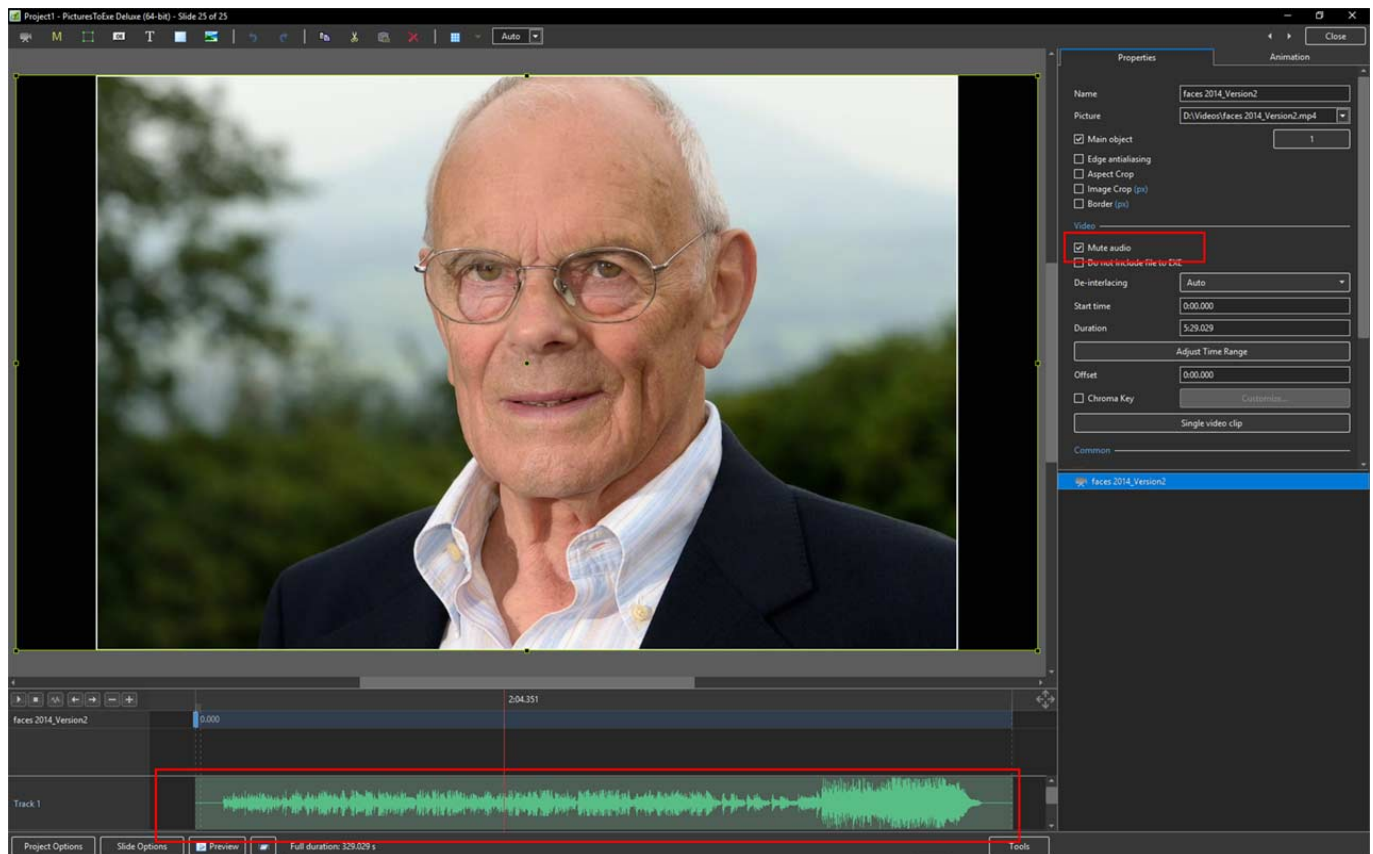 Project1 - PicturesToExe Deluxe (64-bit) - Slide 25 of 25
M OK T Auto Close
Properties Animation
Name faces 2014_Version2
Picture D:\Videos\faces 2014_Version2.mp4
Main object 1
Edge antialiasing
Aspect Crop
Image Crop (px)
Border (px)
Video
Mute audio
Do not include file to EXE
De-interlacing Auto
Start time 0:00.000
Duration 5:29.029
Adjust Time Range
Offset 0:00.000
Chroma Key Customize...
Single video clip
Common
faces 2014_Version2
2:04.351
faces 2014_Version2 0.000
Track 1
Project Options Slide Options Preview Full duration: 329.029 s Tools